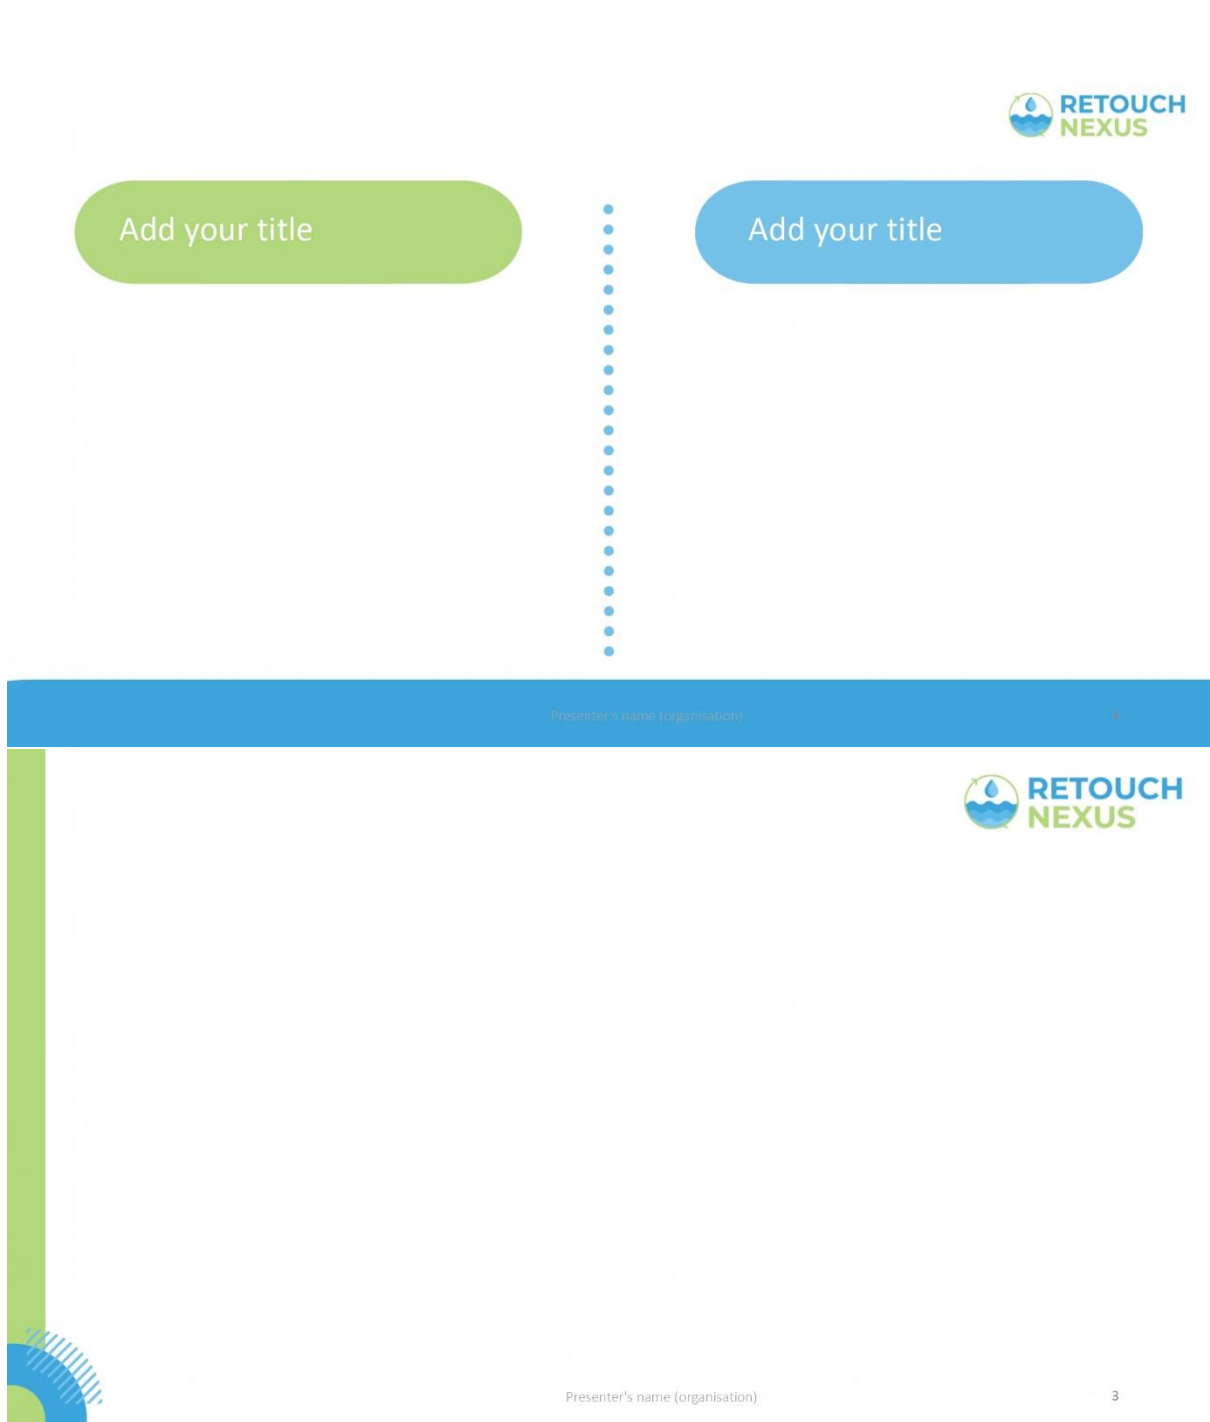 RETOUCH
NEXUS
Add your title
Add your title
Presenter's name (organisation)
RETOUCH
NEXUS
Presenter's name (organisation)
3